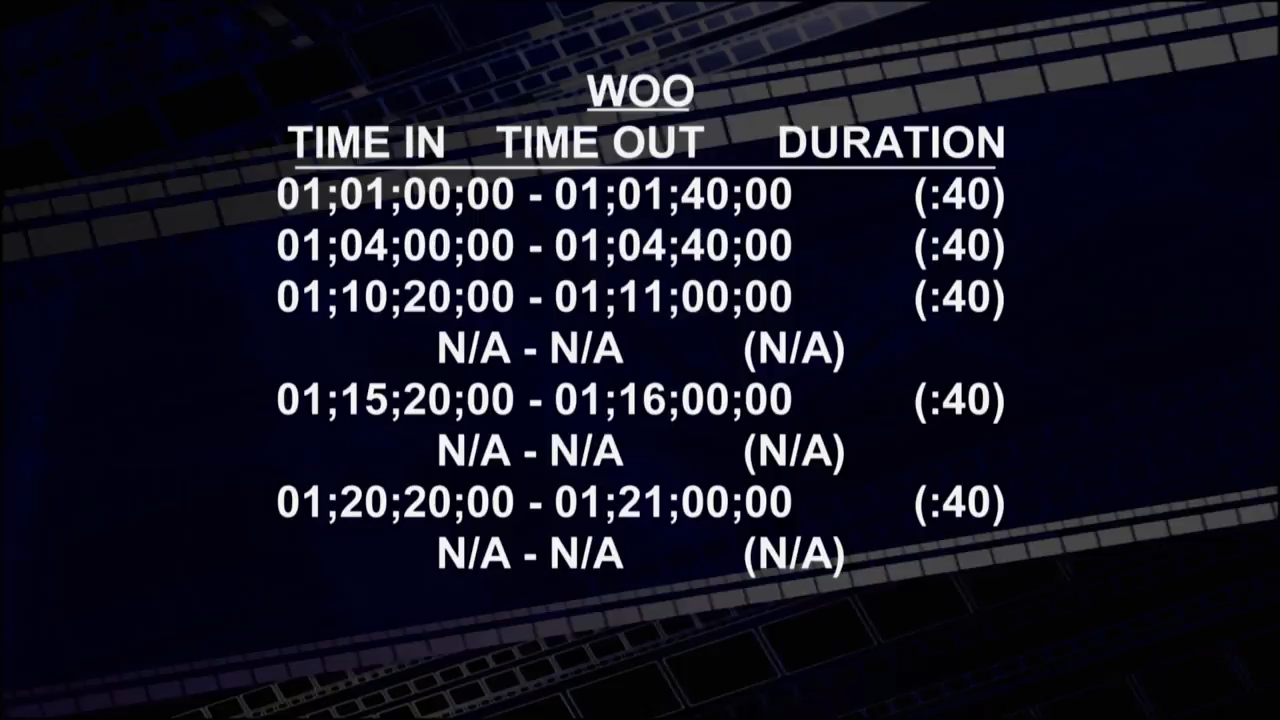 WOO
TIME IN TIME OUT DURATION
01;01;00;00 - 01;01;40;00 (:40)
01;04;00;00 - 01;04;40;00 (:40)
01;10;20;00 - 01;11;00;00 (:40)
N/A - N/A (N/A)
01;15;20;00 - 01;16;00;00 (:40)
N/A - N/A (N/A)
01;20;20;00 - 01;21;00;00 (:40)
N/A - N/A (N/A)